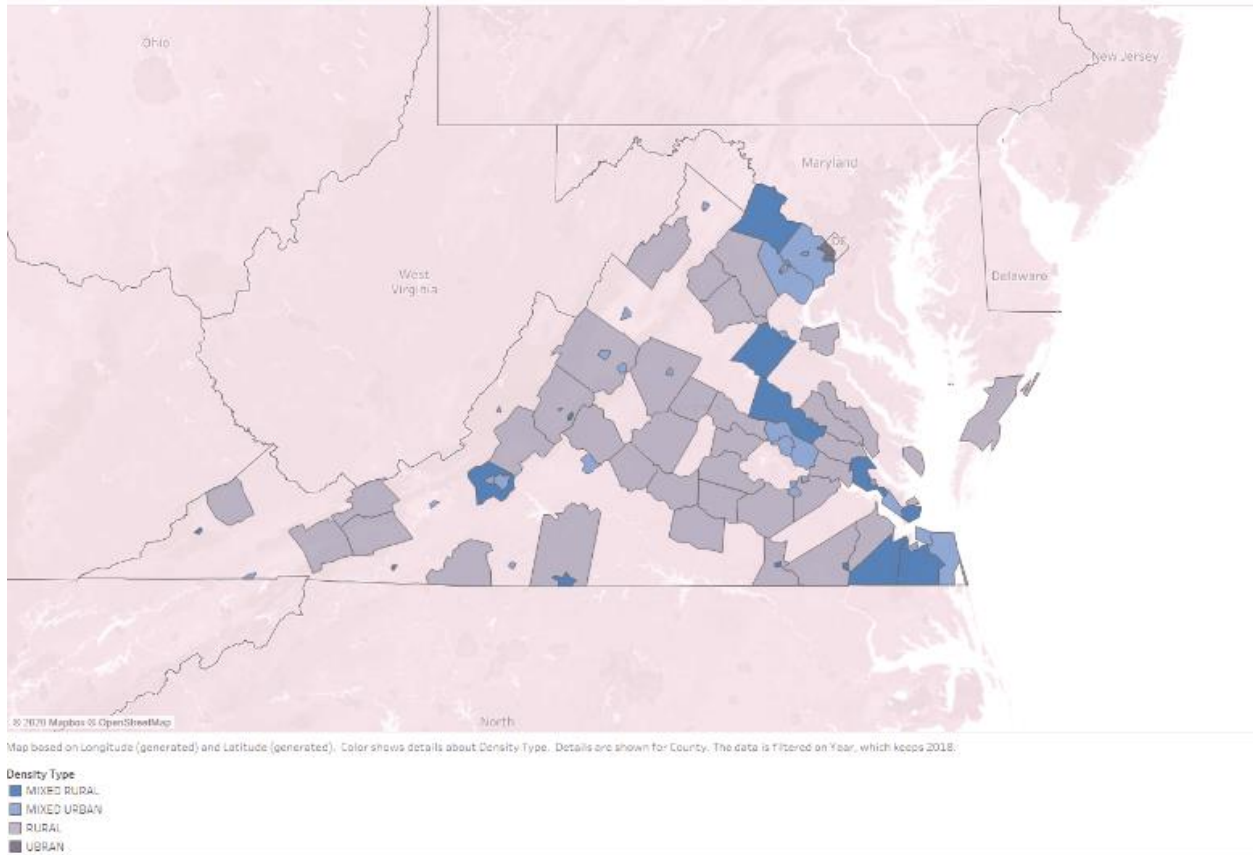 Ohio
New Jersey
Maryland
West
Virginia
Delaware
© 2020 Mapbox © OpenStreetMap
North
Map based on Longitude (generated) and Latitude (generated). Color shows details about Density Type. Details are shown for County. The data is filtered on Year, which keeps 2018.
Density Type
MIXED RURAL
MIXED URBAN
RURAL
UBRAN